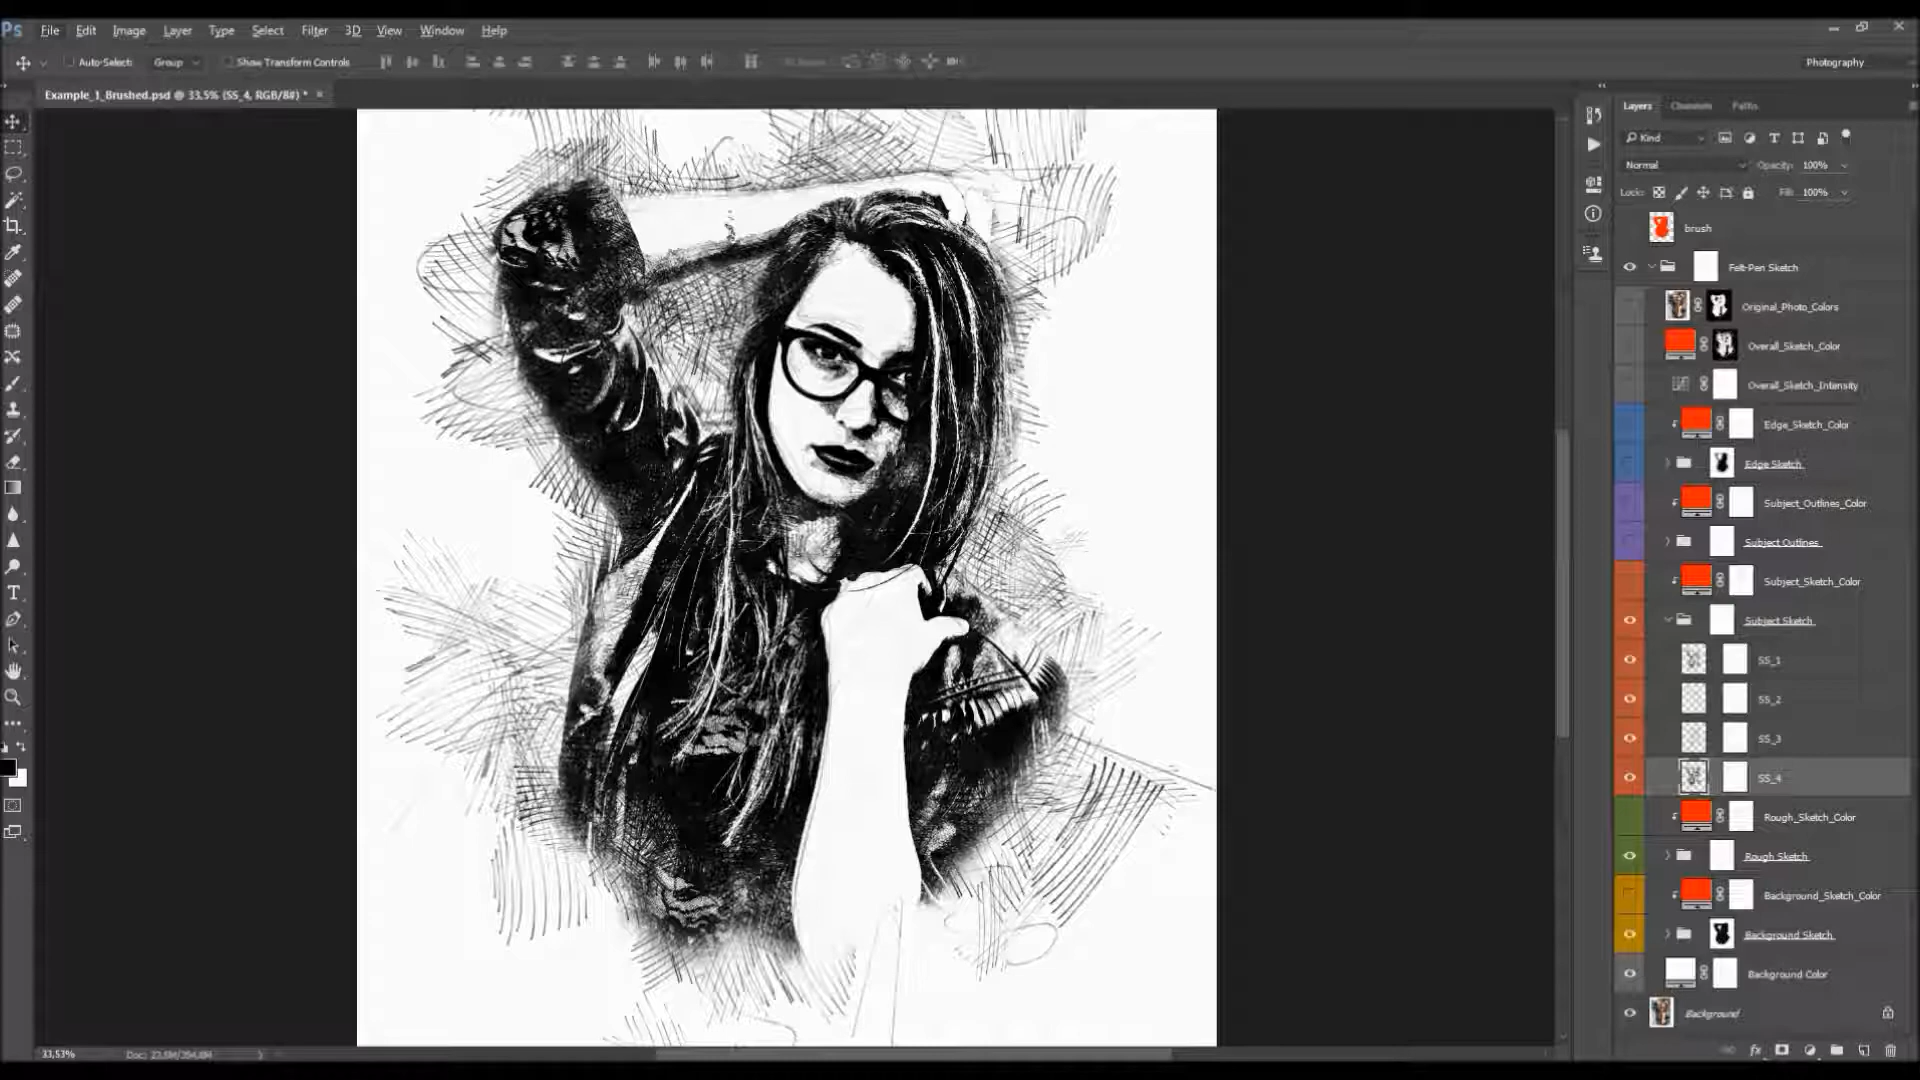 Ps File Edit Image Layer Type Select Filter 3D View Window Help
Auto-Select: Group Show Transform Controls
Photography
Example_1_Brushed.psd @ 33,5% (SS_4, RGB/8#) * ×
Layers Channels Paths
Kind
Normal Opacity: 100%
Lock: Fill: 100%
brush
Felt-Pen Sketch
Original_Photo_Colors
Overall_Sketch_Color
Overall_Sketch_Intensity
Edge_Sketch_Color
Edge Sketch
Subject_Outlines_Color
Subject Outlines
Subject_Sketch_Color
Subject Sketch
SS_1
SS_2
SS_3
SS_4
Rough_Sketch_Color
Rough Sketch
Background_Sketch_Color
Background Sketch
Background Color
Background
33,53%